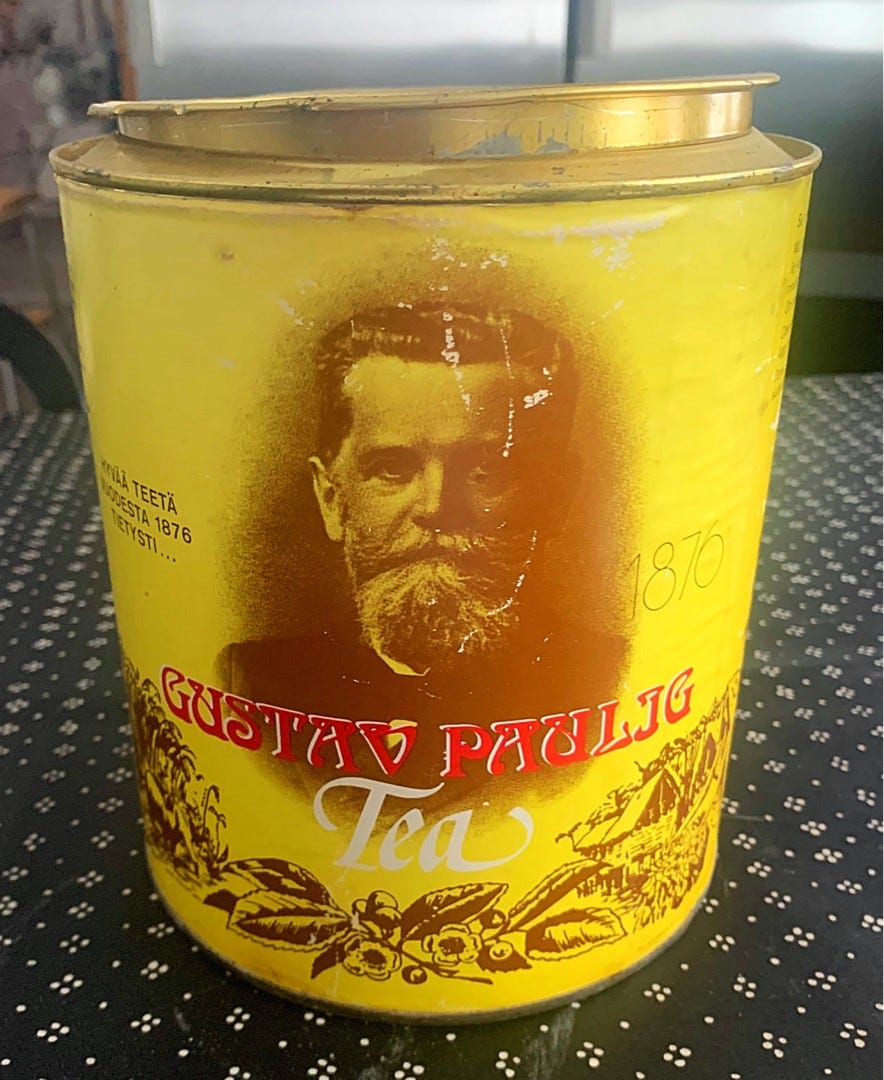 HYVÄÄ TEETÄ
VUODESTA 1876
TIETYSTI...
1876
GUSTAV PAULIG
Tea